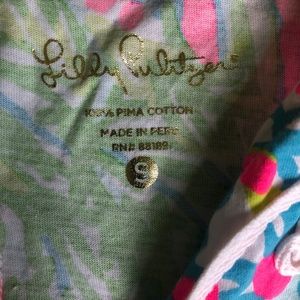 Lilly Pulitzer
100% PIMA COTTON
MADE IN PERU
RN# 88189
S